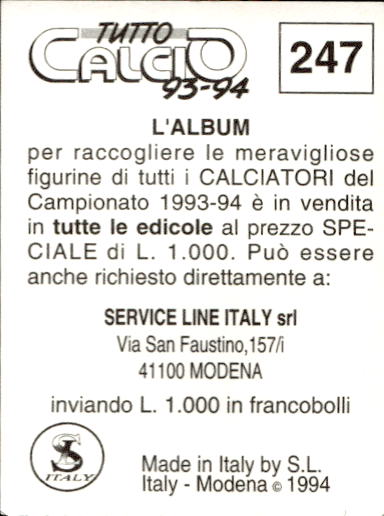 TUTTO
CALCIO
93-94
247
L'ALBUM
per raccogliere le meravigliose
figurine di tutti i CALCIATORI del
Campionato 1993-94 è in vendita
in tutte le edicole al prezzo SPE-
CIALE di L. 1.000. Può essere
anche richiesto direttamente a:
SERVICE LINE ITALY srl
Via San Faustino,157/i
41100 MODENA
inviando L. 1.000 in francobolli
SL
ITALY
Made in Italy by S.L.
Italy - Modena © 1994